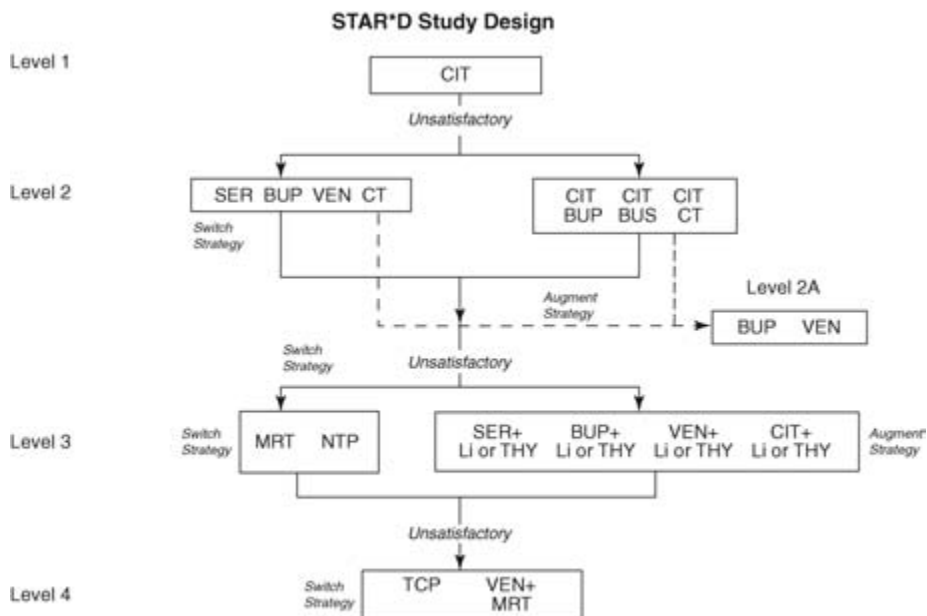 STAR*D Study Design
Level 1
CIT
Unsatisfactory
Level 2
SER BUP VEN CT
CIT CIT CIT
BUP BUS CT
Switch
Strategy
Augment
Strategy
Level 2A
BUP VEN
Switch
Strategy
Unsatisfactory
Level 3
Switch
Strategy
MRT NTP
SER+ BUP+ VEN+ CIT+
Li or THY Li or THY Li or THY Li or THY
Augment*
Strategy
Unsatisfactory
Level 4
Switch
Strategy
TCP VEN+
MRT